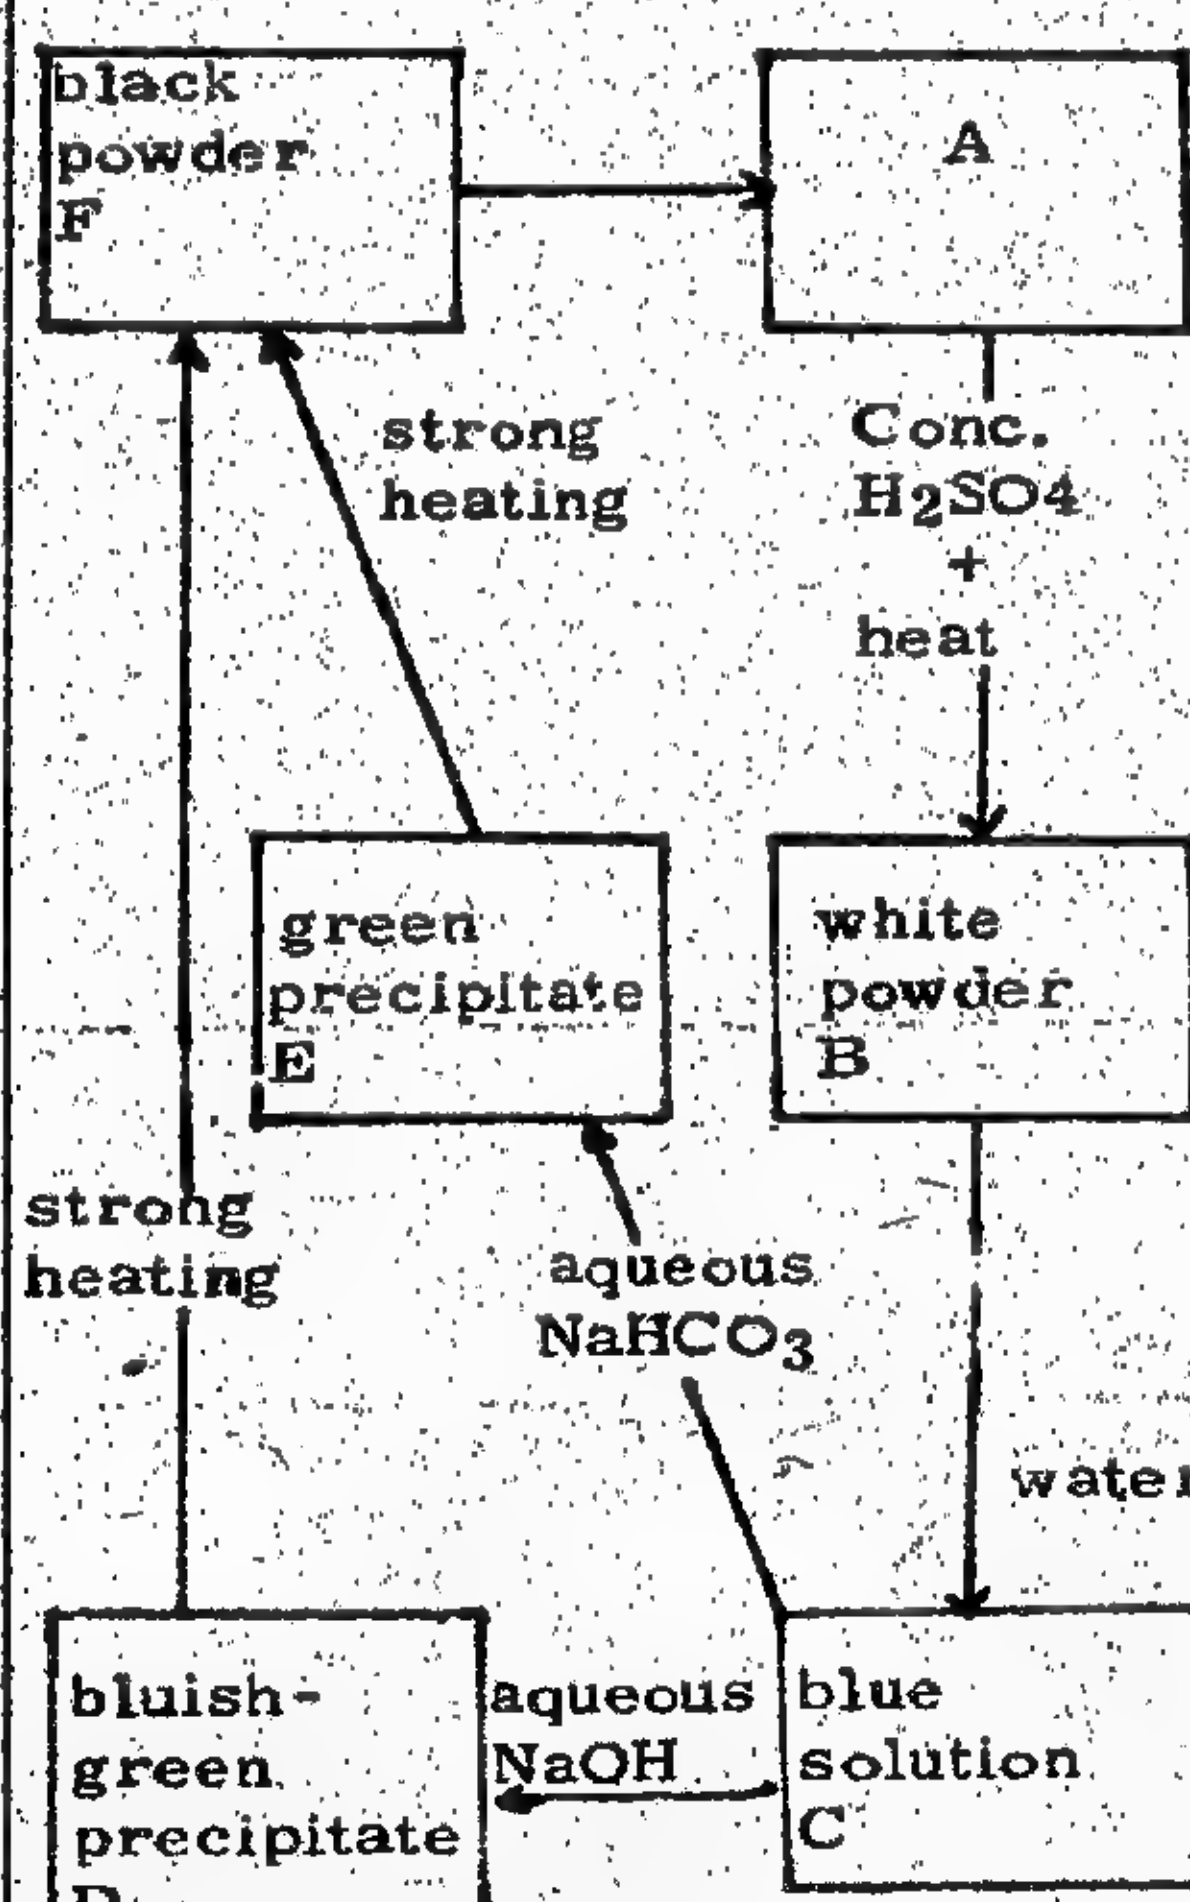 black
powder
F
A
strong
heating
Conc.
H2SO4
+
heat
green
precipitate
E
white
powder
B
strong
heating
aqueous
NaHCO3
bluish-
green
precipitate
aqueous
NaOH
blue
solution
C